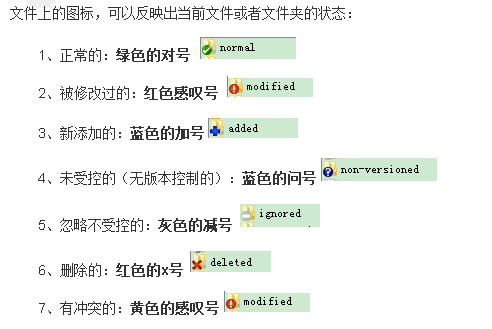 文件上的图标，可以反映出当前文件或者文件夹的状态：
1、正常的：绿色的对号 normal
2、被修改过的：红色感叹号 modified
3、新添加的：蓝色的加号 added
4、未受控的（无版本控制的）：蓝色的问号 non-versioned
5、忽略不受控的：灰色的减号 ignored
6、删除的：红色的x号 deleted
7、有冲突的：黄色的感叹号 modified